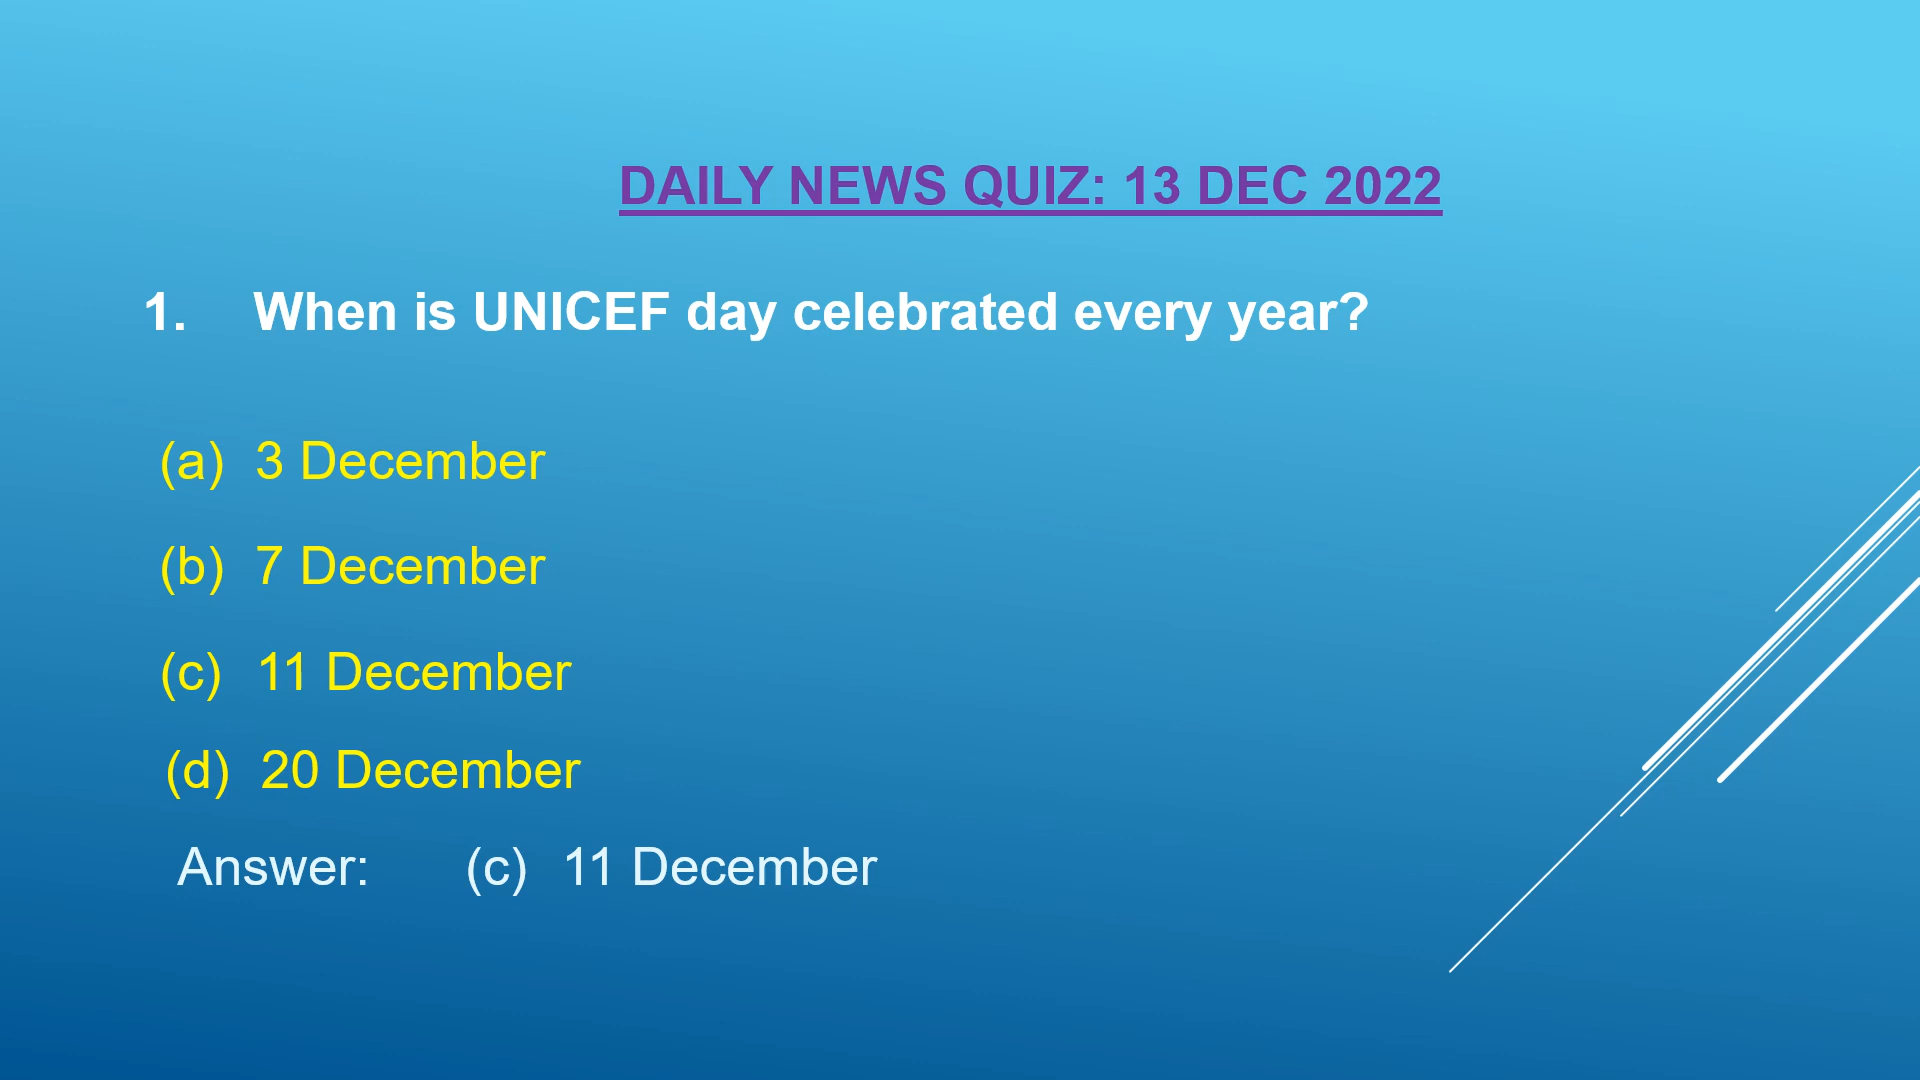 DAILY NEWS QUIZ: 13 DEC 2022
1. When is UNICEF day celebrated every year?
(a) 3 December
(b) 7 December
(c) 11 December
(d) 20 December
Answer: (c) 11 December